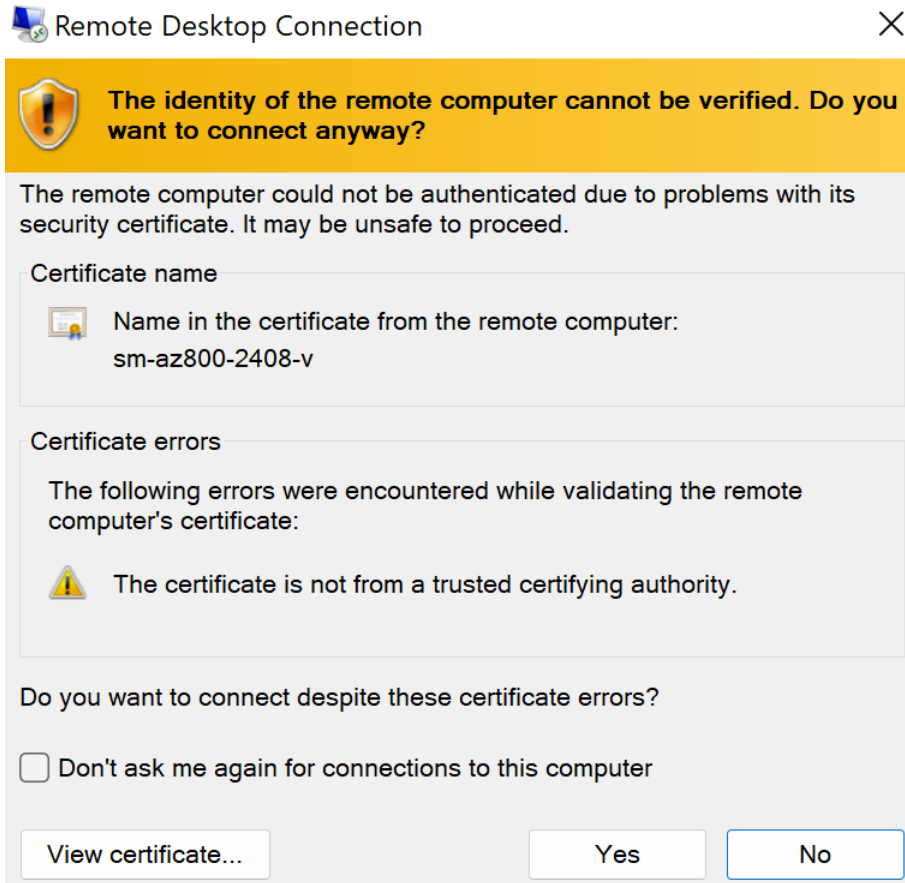 Remote Desktop Connection
The identity of the remote computer cannot be verified. Do you
want to connect anyway?
The remote computer could not be authenticated due to problems with its
security certificate. It may be unsafe to proceed.
Certificate name
Name in the certificate from the remote computer:
sm-az800-2408-v
Certificate errors
The following errors were encountered while validating the remote
computer's certificate:
The certificate is not from a trusted certifying authority.
Do you want to connect despite these certificate errors?
Don't ask me again for connections to this computer
View certificate...
Yes
No